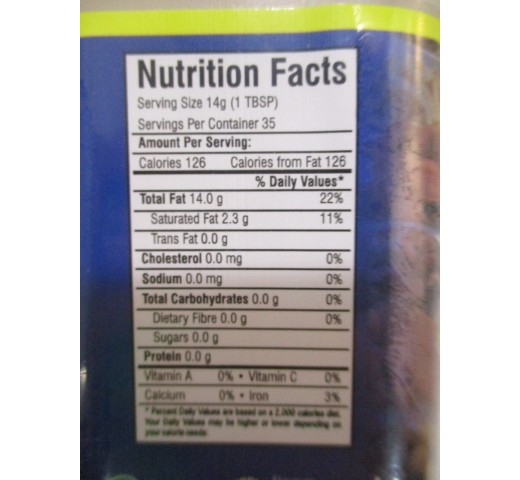 Nutrition Facts
Serving Size 14g (1 TBSP)
Servings Per Container 35
Amount Per Serving:
Calories 126 Calories from Fat 126
% Daily Values*
Total Fat 14.0 g 22%
Saturated Fat 2.3 g 11%
Trans Fat 0.0 g
Cholesterol 0.0 mg 0%
Sodium 0.0 mg 0%
Total Carbohydrates 0.0 g 0%
Dietary Fibre 0.0 g 0%
Sugars 0.0 g
Protein 0.0 g
Vitamin A 0% • Vitamin C 0%
Calcium 0% • Iron 3%
* Percent Daily Values are based on a 2,000 calories diet.
Your Daily Values may be higher or lower depending on
your calorie needs